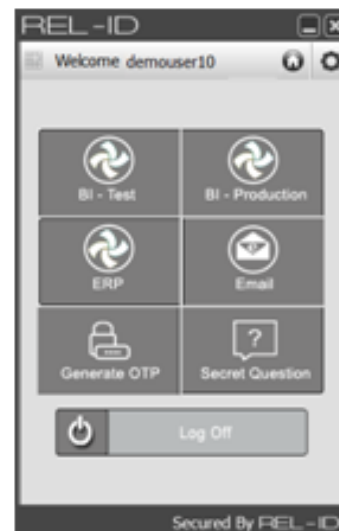 REL-ID
Welcome demouser10
BI - Test
BI - Production
ERP
Email
Generate OTP
?
Secret Question
Log Off
Secured By REL-ID